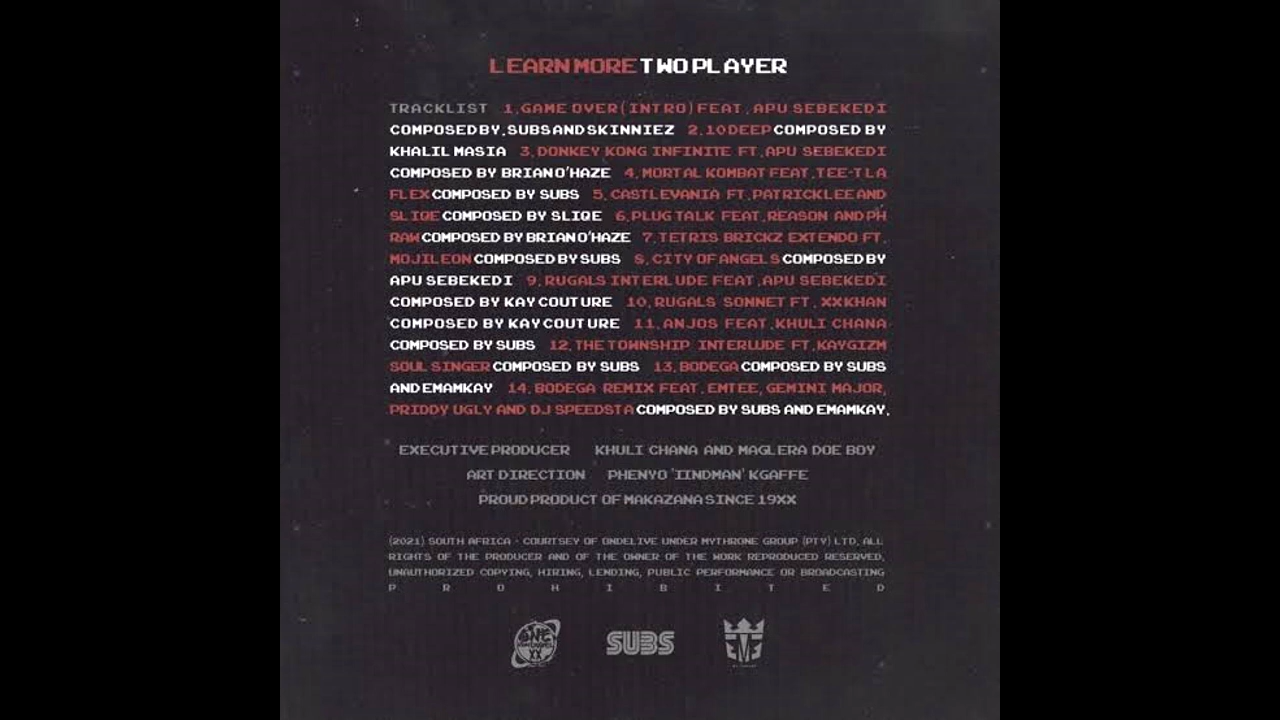 LEARN MORE TWO PLAYER
TRACKLIST 1. GAME OVER (INTRO) FEAT. APU SEBEKEDI
COMPOSED BY. SUBS AND SKINNIEZ 2. 10 DEEP COMPOSED BY
KHALIL MASIA 3. DONKEY KONG INFINITE FT. APU SEBEKEDI
COMPOSED BY BRIAN O'HAZE 4. MORTAL KOMBAT FEAT. TEE-T LA
FLEX COMPOSED BY SUBS 5. CASTLEVANIA FT. PATRICKLEE AND
SLIQE COMPOSED BY SLIQE 6. PLUG TALK FEAT. REASON AND PH
RAW COMPOSED BY BRIAN O'HAZE 7. TETRIS BRICKZ EXTENDO FT.
MOJILEON COMPOSED BY SUBS 8. CITY OF ANGELS COMPOSED BY
APU SEBEKEDI 9. RUGALS INTERLUDE FEAT. APU SEBEKEDI
COMPOSED BY KAY COUTURE 10. RUGALS SONNET FT. XXKHAN
COMPOSED BY KAY COUTURE 11. ANJOS FEAT. KHULI CHANA
COMPOSED BY SUBS 12. THE TOWNSHIP INTERLUDE FT. KAYGIZM
SOUL SINGER COMPOSED BY SUBS 13. BODEGA COMPOSED BY SUBS
AND EMAMKAY 14. BODEGA REMIX FEAT. EMTEE, GEMINI MAJOR,
PRIDDY UGLY AND DJ SPEEDSTA COMPOSED BY SUBS AND EMAMKAY.
EXECUTIVE PRODUCER KHULI CHANA AND MAGLERA DOE BOY
ART DIRECTION PHENYO 'IINDMAN' KGAFFE
PROUD PRODUCT OF MAKAZANA SINCE 19XX
(2021) SOUTH AFRICA - COURTSEY OF ONDELIVE UNDER MYTHRONE GROUP (PTY) LTD, ALL
RIGHTS OF THE PRODUCER AND OF THE OWNER OF THE WORK REPRODUCED RESERVED,
UNAUTHORIZED COPYING, HIRING, LENDING, PUBLIC PERFORMANCE OR BROADCASTING
PROHIBITED
SUBS